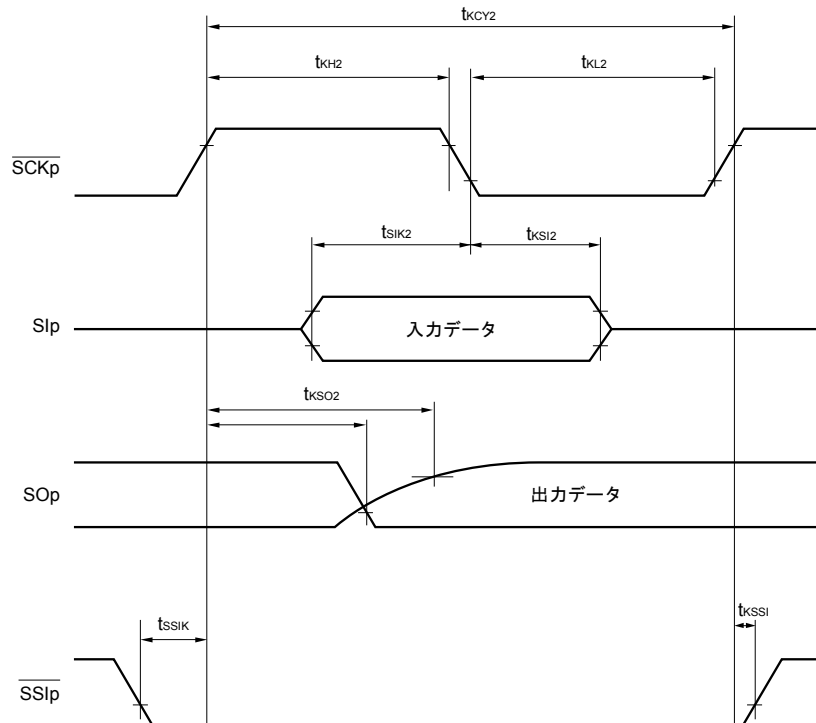 tKCY2
tKH2
tKL2
SCKp
tSIK2
tKSI2
SIp
入力データ
tKSO2
SOp
出力データ
tSSIK
tKSSI
SSIp